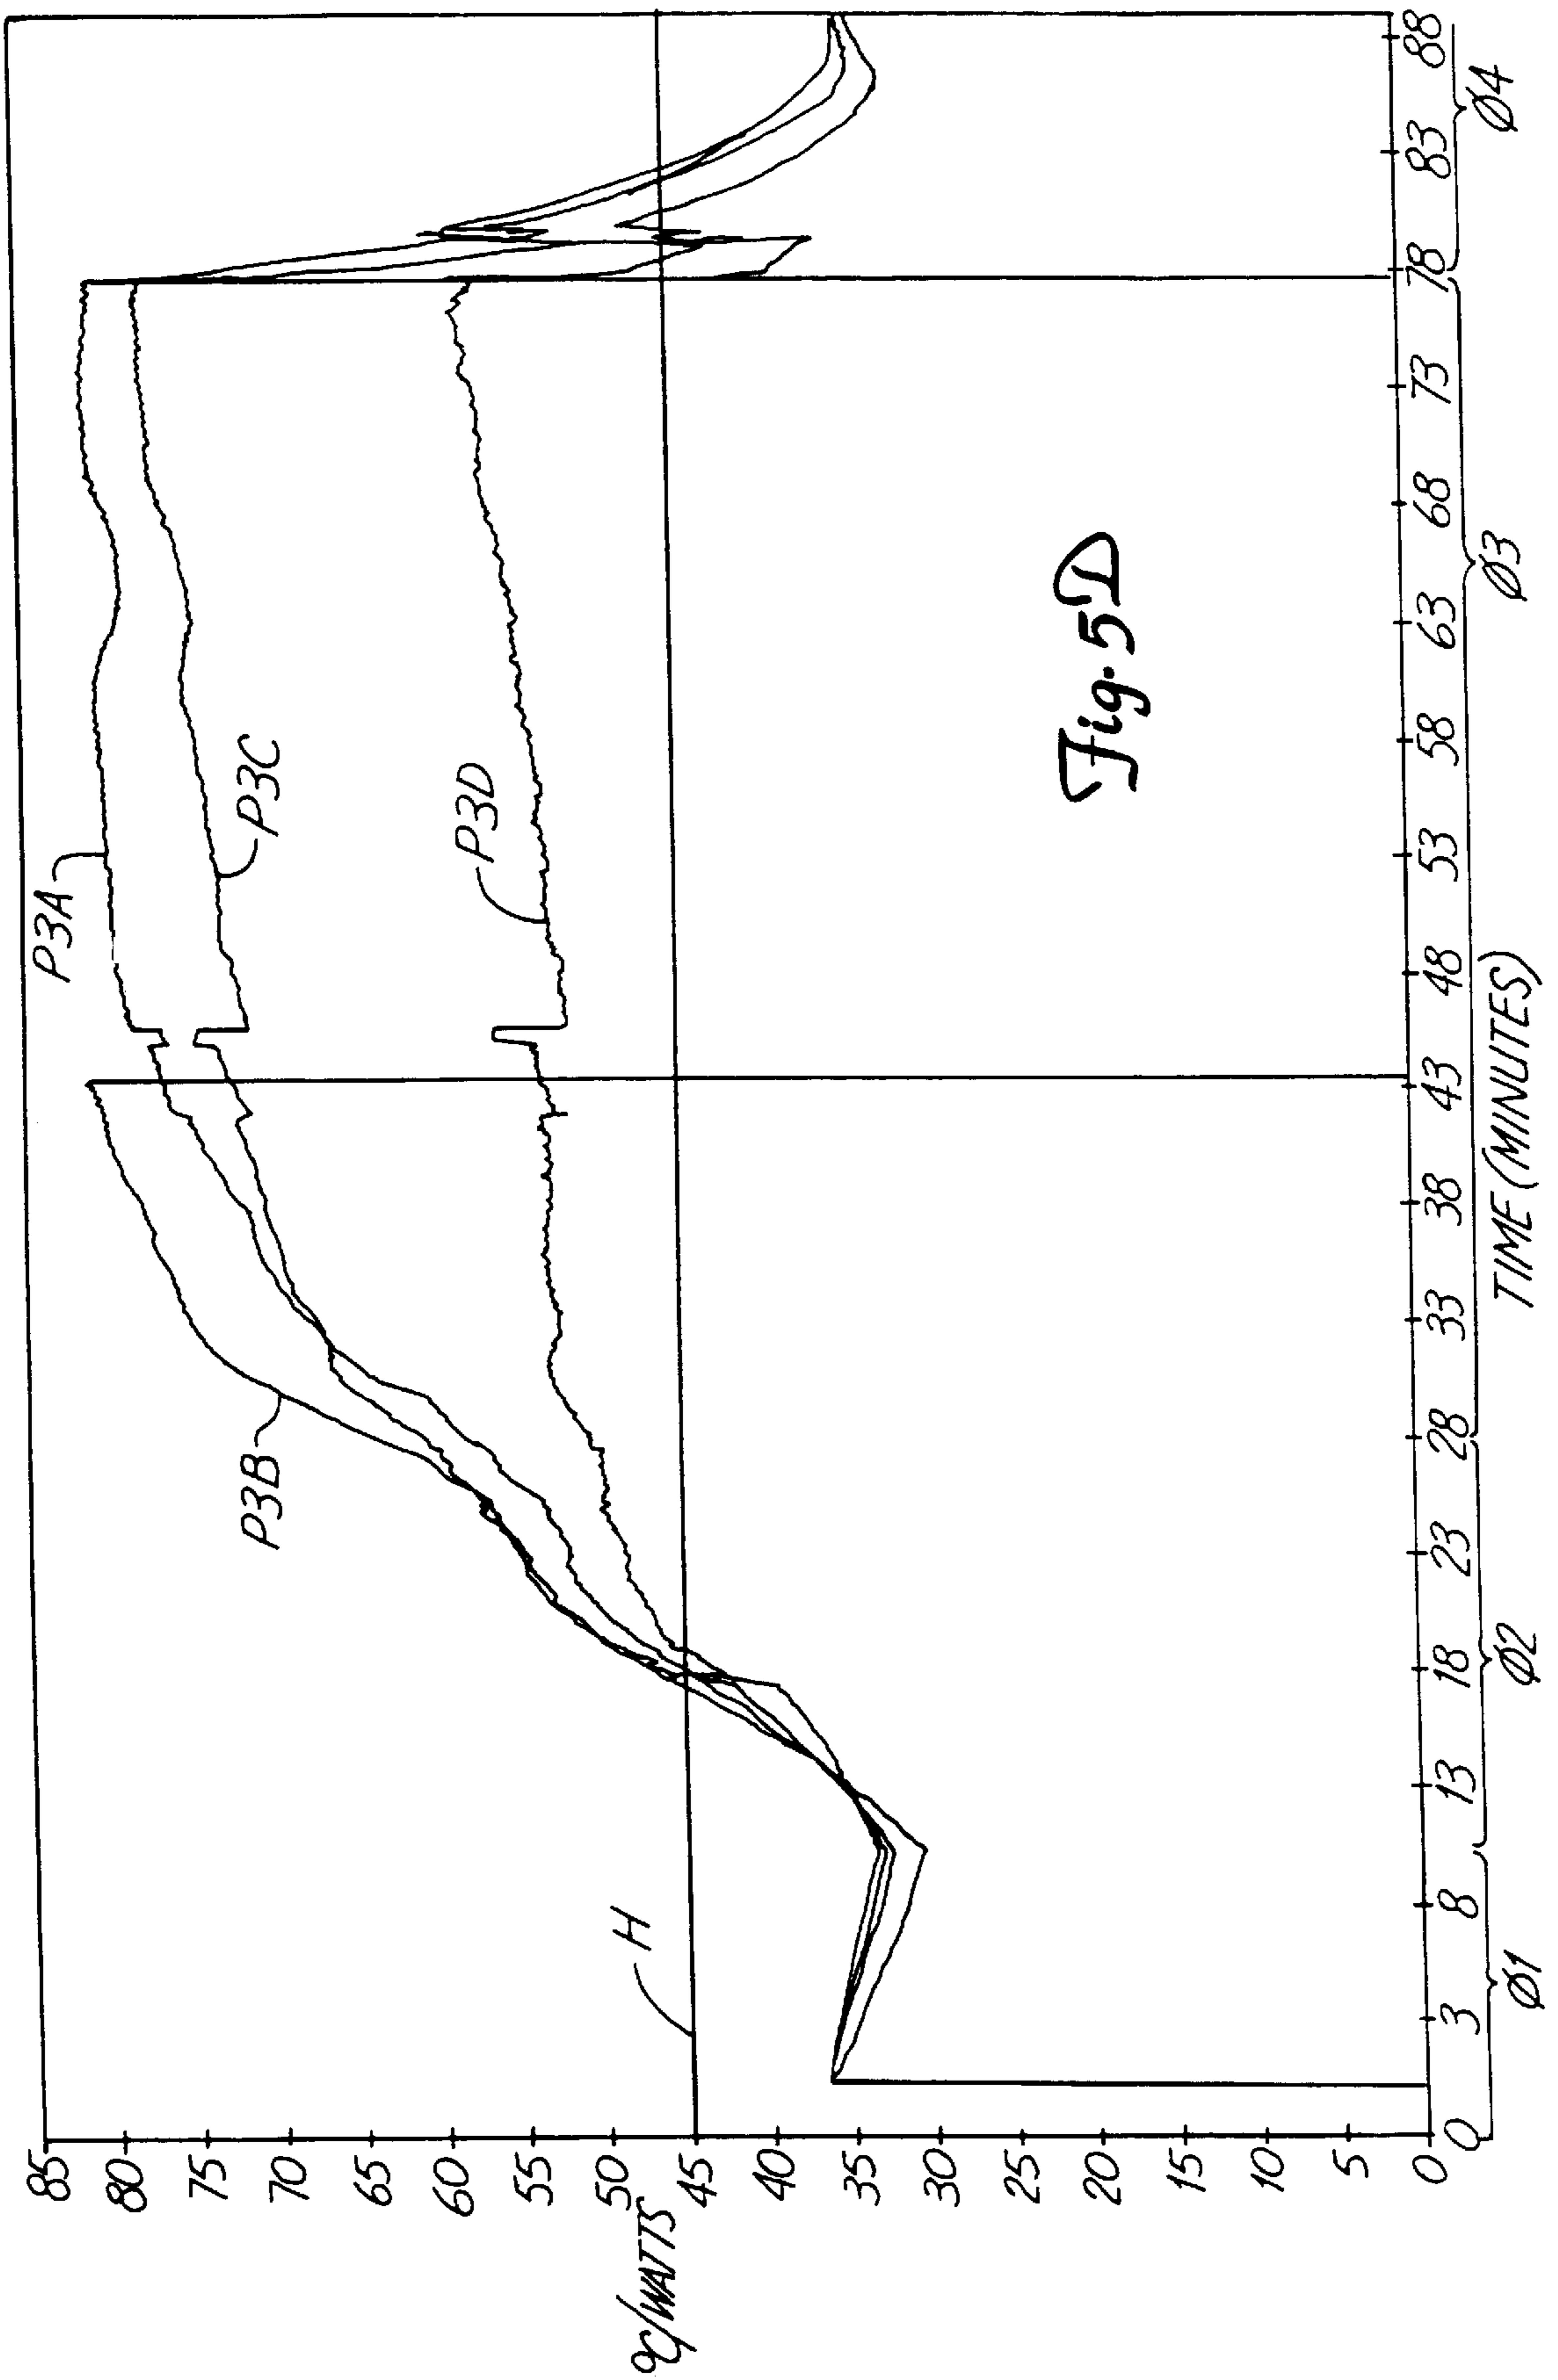 85
80
75
70
65
60
55
50
45
40
35
30
25
20
15
10
5
0
°C/WATTS
H
P3B
P3A
P3C
P3D
Fig. 5D
0 3 8 13 18 23 28 33 38 43 48 53 58 63 68 73 78 83 88
Ø1 Ø2 Ø3 Ø4
TIME (MINUTES)